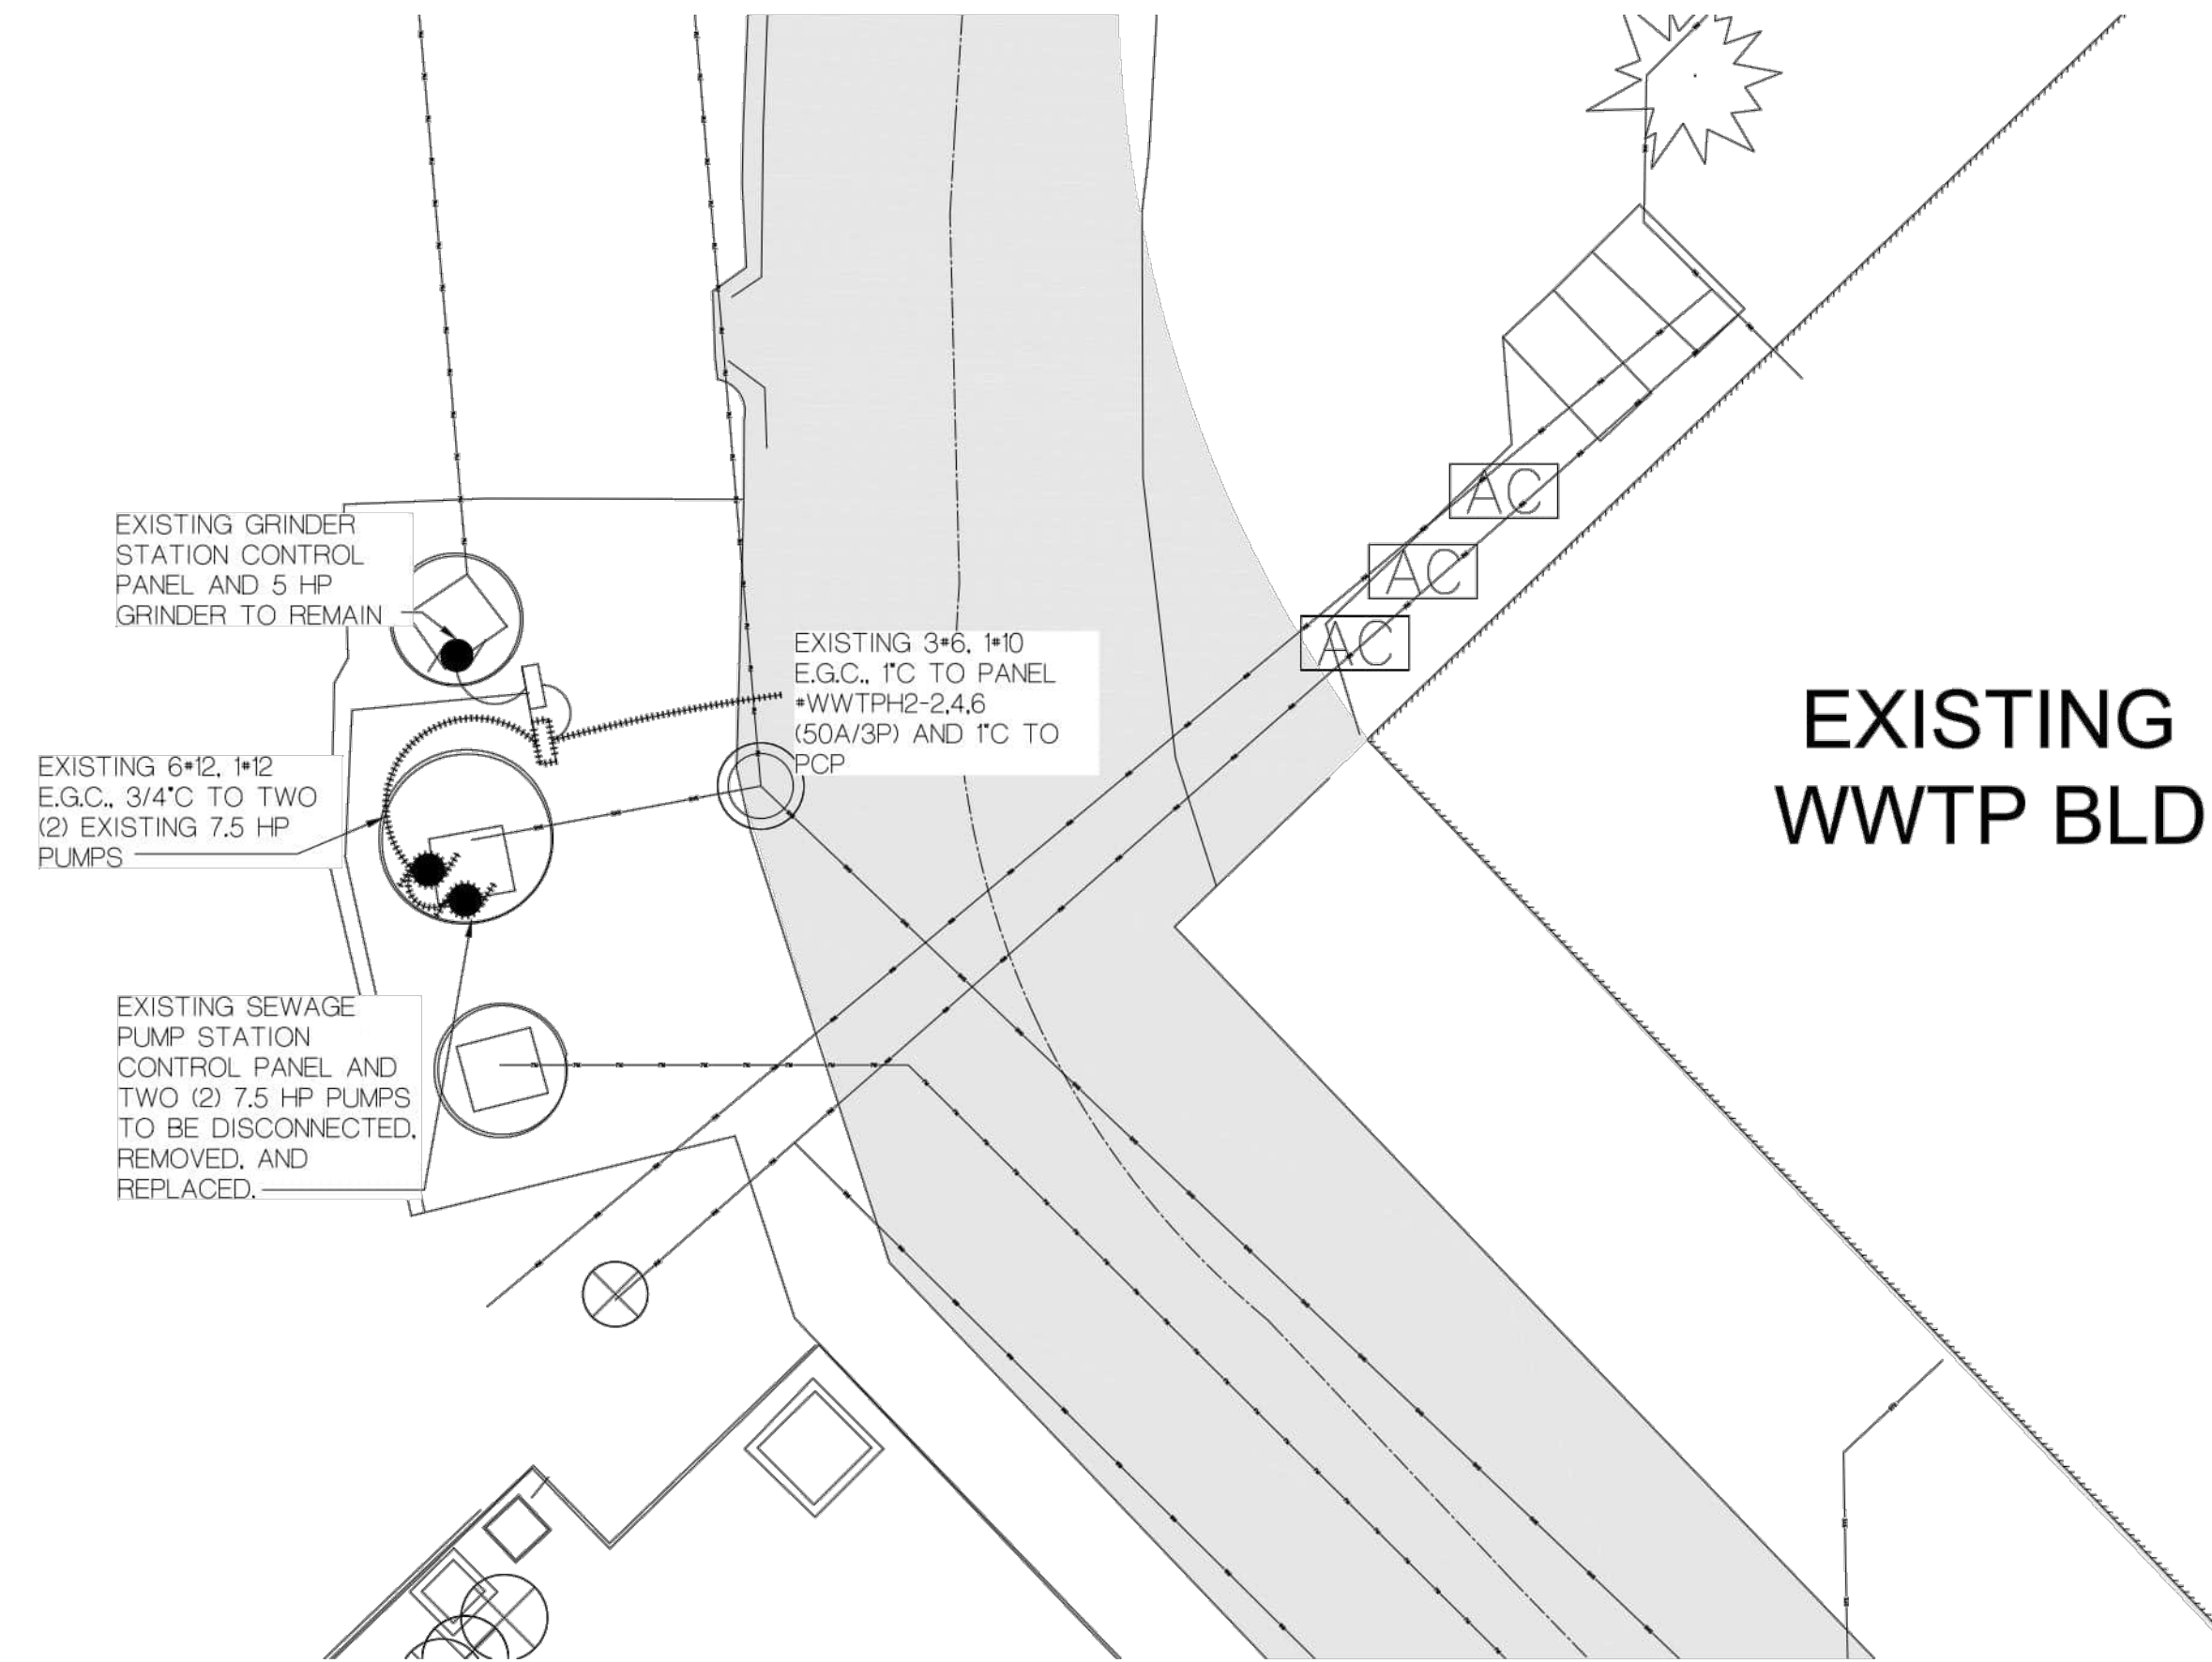 EXISTING GRINDER
STATION CONTROL
PANEL AND 5 HP
GRINDER TO REMAIN
EXISTING 3#6, 1#10
E.G.C., 1"C TO PANEL
#WWTPH2-2,4,6
(50A/3P) AND 1"C TO
PCP
EXISTING 6#12, 1#12
E.G.C., 3/4"C TO TWO
(2) EXISTING 7.5 HP
PUMPS
EXISTING SEWAGE
PUMP STATION
CONTROL PANEL AND
TWO (2) 7.5 HP PUMPS
TO BE DISCONNECTED,
REMOVED, AND
REPLACED.
AC
AC
AC
EXISTING
WWTP BLD